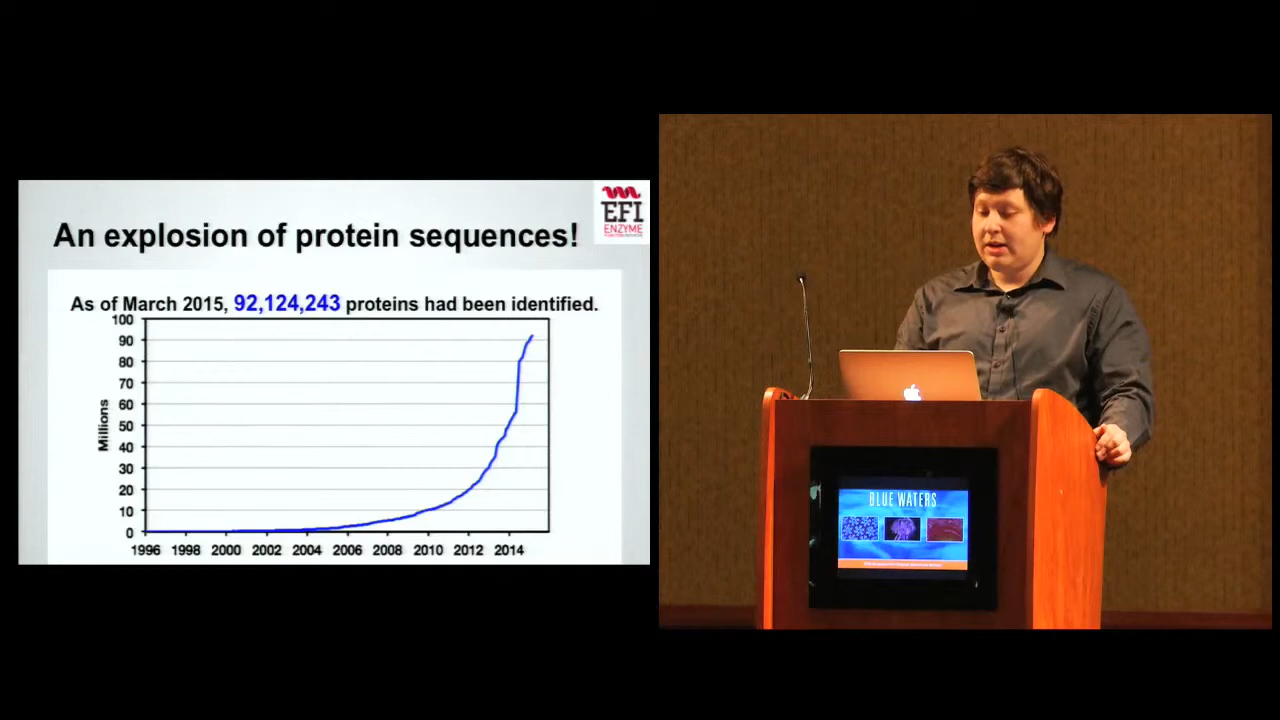 An explosion of protein sequences!
EFI
ENZYME
As of March 2015, 92,124,243 proteins had been identified.
100
90
80
70
60
50
40
30
20
10
0
Millions
1996 1998 2000 2002 2004 2006 2008 2010 2012 2014
BLUE WATERS